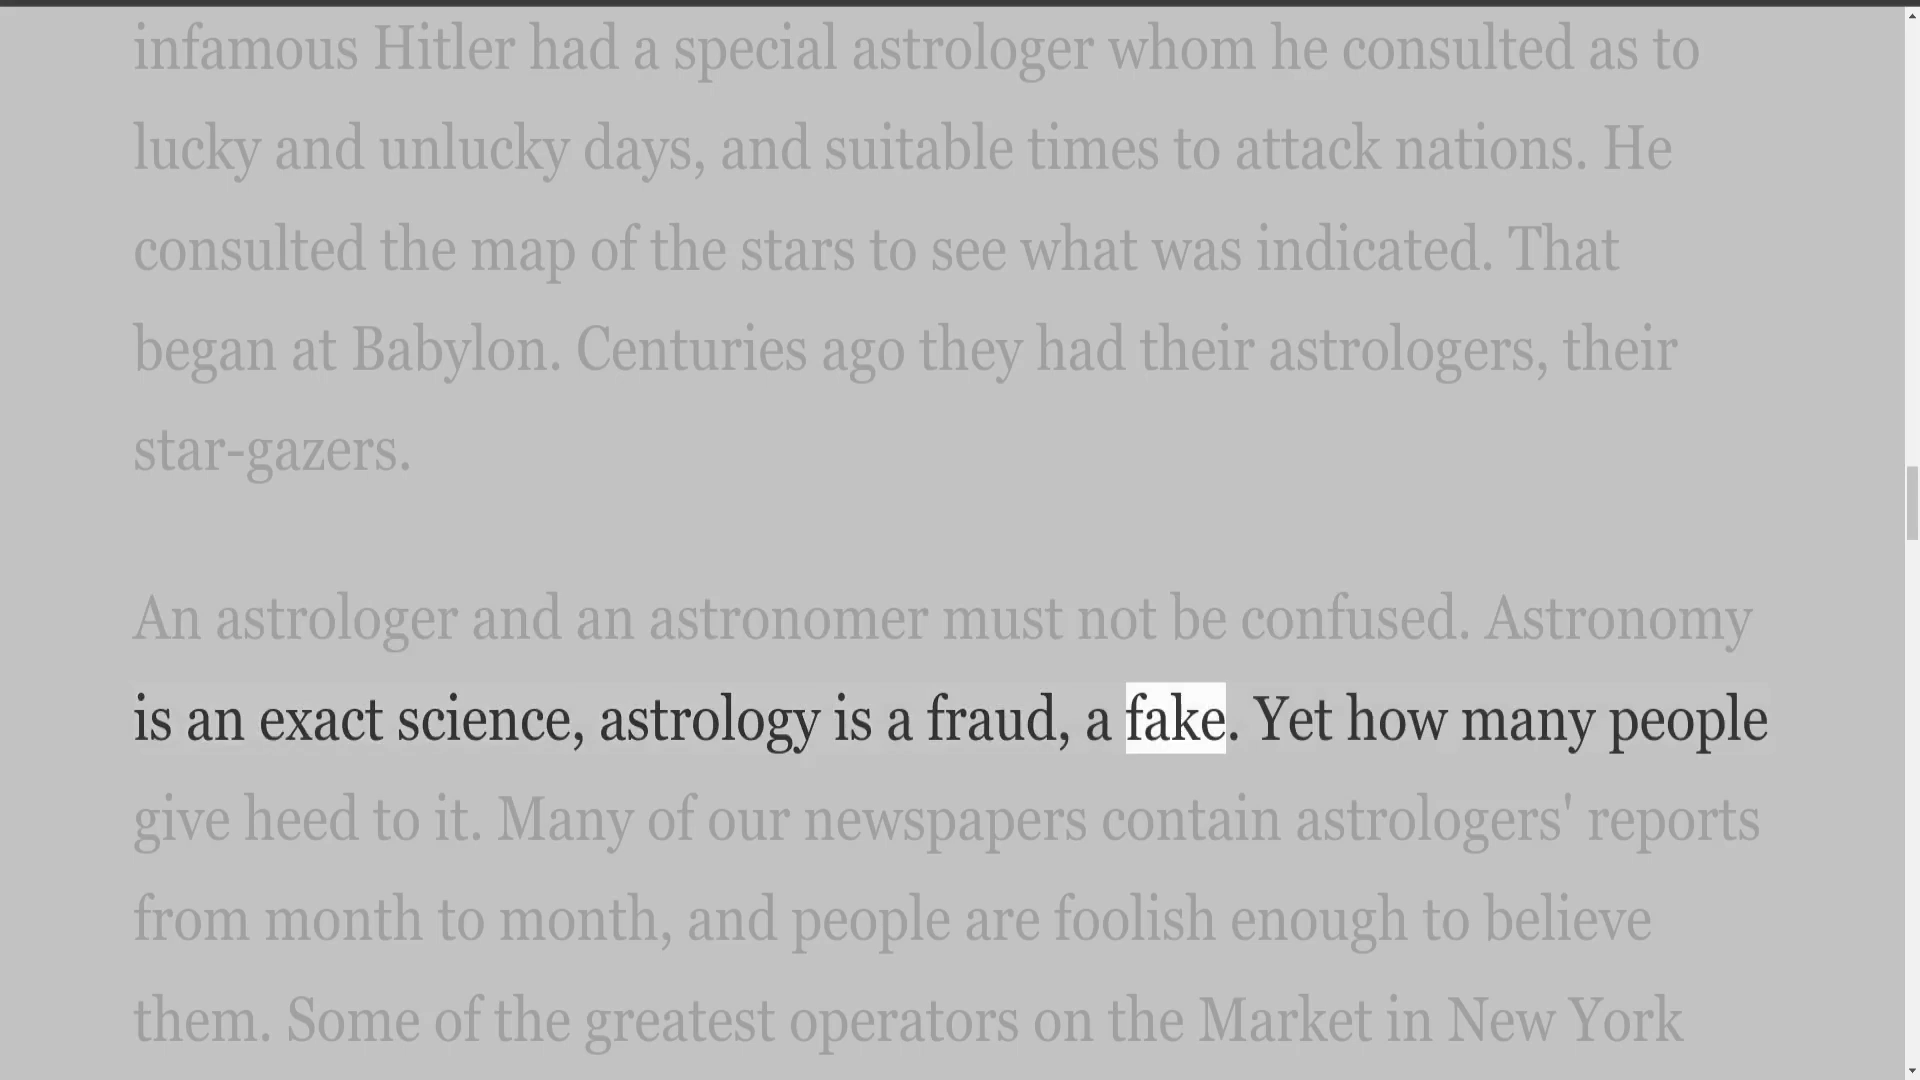 infamous Hitler had a special astrologer whom he consulted as to
lucky and unlucky days, and suitable times to attack nations. He
consulted the map of the stars to see what was indicated. That
began at Babylon. Centuries ago they had their astrologers, their
star-gazers.
An astrologer and an astronomer must not be confused. Astronomy
is an exact science, astrology is a fraud, a fake. Yet how many people
give heed to it. Many of our newspapers contain astrologers' reports
from month to month, and people are foolish enough to believe
them. Some of the greatest operators on the Market in New York